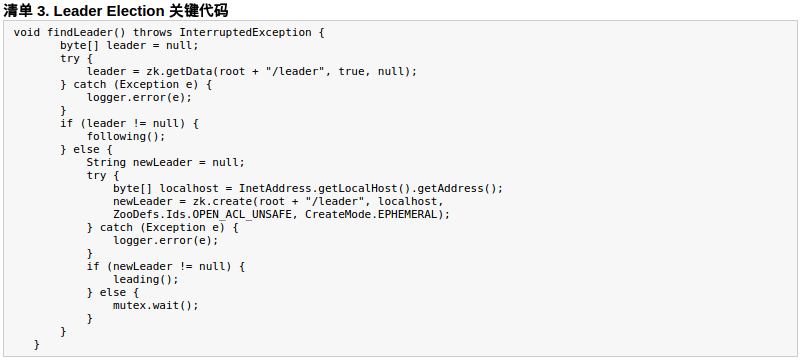 清单 3. Leader Election 关键代码
void findLeader() throws InterruptedException {
byte[] leader = null;
try {
leader = zk.getData(root + "/leader", true, null);
} catch (Exception e) {
logger.error(e);
}
if (leader != null) {
following();
} else {
String newLeader = null;
try {
byte[] localhost = InetAddress.getLocalHost().getAddress();
newLeader = zk.create(root + "/leader", localhost,
ZooDefs.Ids.OPEN_ACL_UNSAFE, CreateMode.EPHEMERAL);
} catch (Exception e) {
logger.error(e);
}
if (newLeader != null) {
leading();
} else {
mutex.wait();
}
}
}